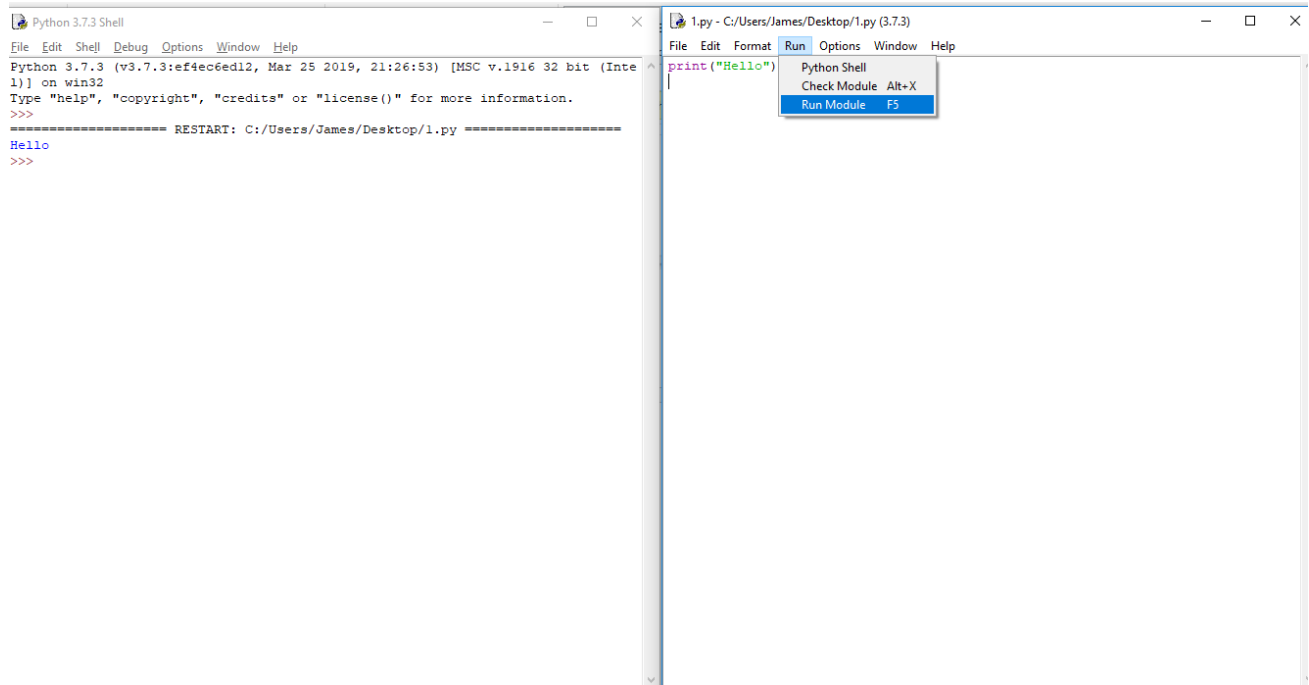 Python 3.7.3 Shell
File Edit Shell Debug Options Window Help
Python 3.7.3 (v3.7.3:ef4ec6ed12, Mar 25 2019, 21:26:53) [MSC v.1916 32 bit (Inte
l)] on win32
Type "help", "copyright", "credits" or "license()" for more information.
>>>
==================== RESTART: C:/Users/James/Desktop/1.py ====================
Hello
>>>
1.py - C:/Users/James/Desktop/1.py (3.7.3)
File Edit Format Run Options Window Help
print("Hello")
Python Shell
Check Module Alt+X
Run Module F5